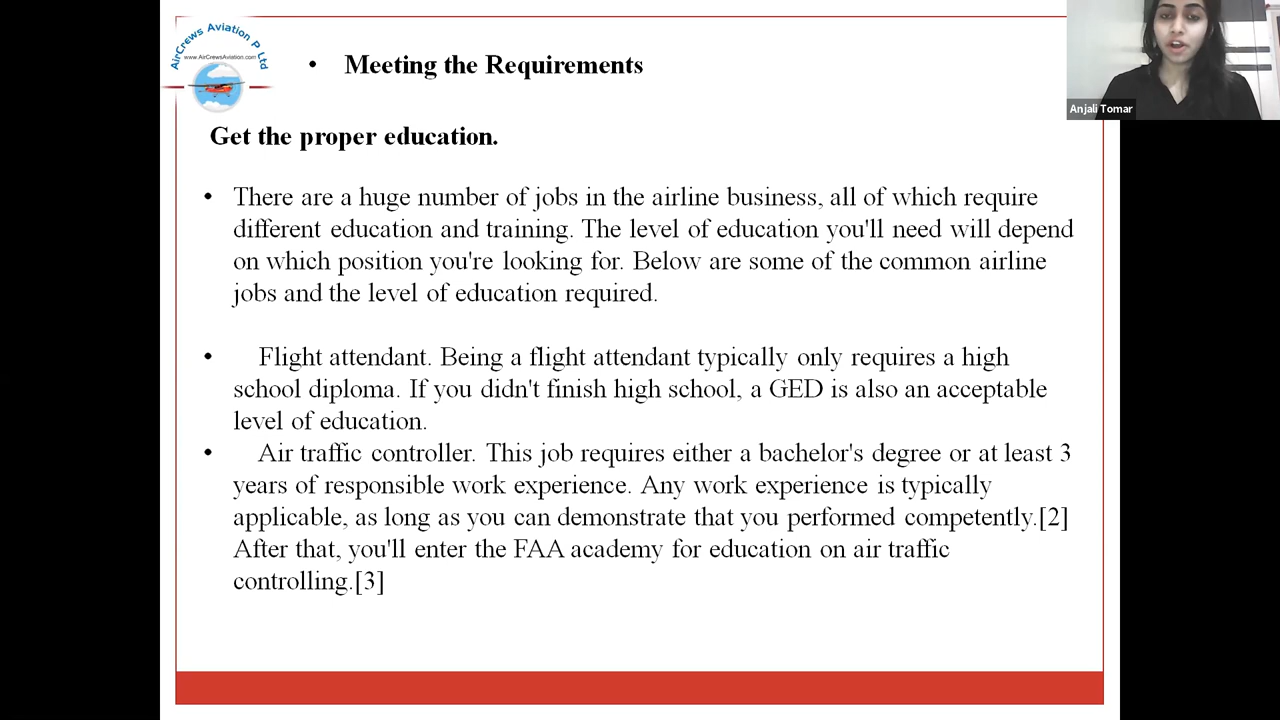 AirCrews Aviation P Ltd
www.AirCrewsAviation.com
• Meeting the Requirements
Anjali Tomar
Get the proper education.
• There are a huge number of jobs in the airline business, all of which require
different education and training. The level of education you'll need will depend
on which position you're looking for. Below are some of the common airline
jobs and the level of education required.
• Flight attendant. Being a flight attendant typically only requires a high
school diploma. If you didn't finish high school, a GED is also an acceptable
level of education.
• Air traffic controller. This job requires either a bachelor's degree or at least 3
years of responsible work experience. Any work experience is typically
applicable, as long as you can demonstrate that you performed competently.[2]
After that, you'll enter the FAA academy for education on air traffic
controlling.[3]